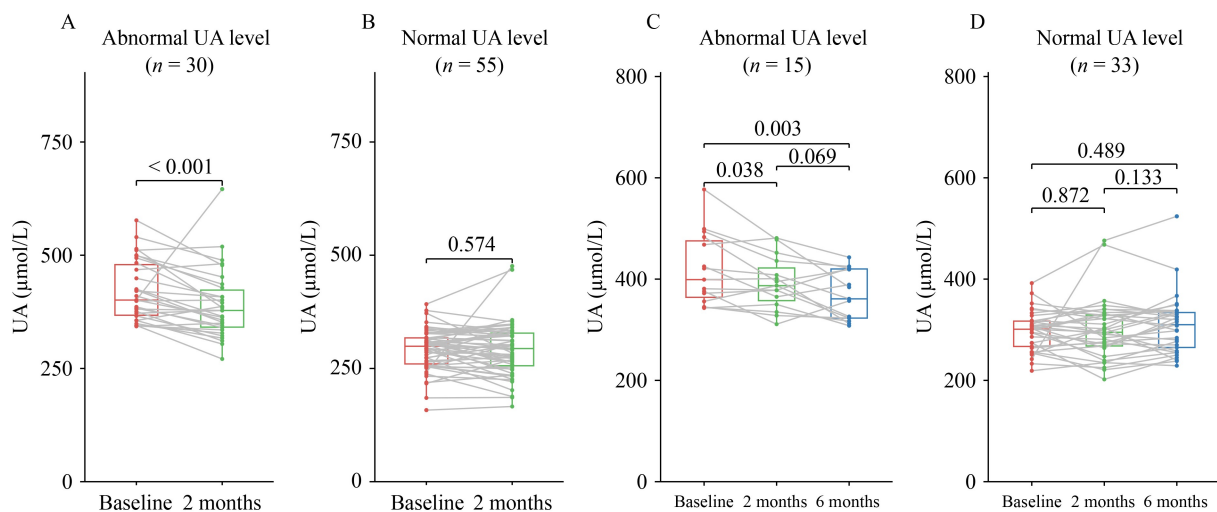 A
Abnormal UA level
(n = 30)
UA (μmol/L)
750
500
250
0
< 0.001
Baseline 2 months
B
Normal UA level
(n = 55)
UA (μmol/L)
750
500
250
0
0.574
Baseline 2 months
C
Abnormal UA level
(n = 15)
UA (μmol/L)
800
600
400
200
0
0.003
0.069
0.038
Baseline 2 months 6 months
D
Normal UA level
(n = 33)
UA (μmol/L)
800
600
400
200
0
0.489
0.133
0.872
Baseline 2 months 6 months